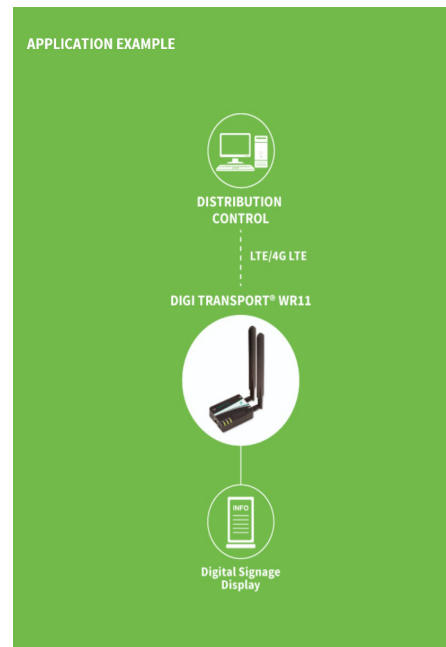 APPLICATION EXAMPLE
DISTRIBUTION
CONTROL
LTE/4G LTE
DIGI TRANSPORT® WR11
INFO
Digital Signage
Display